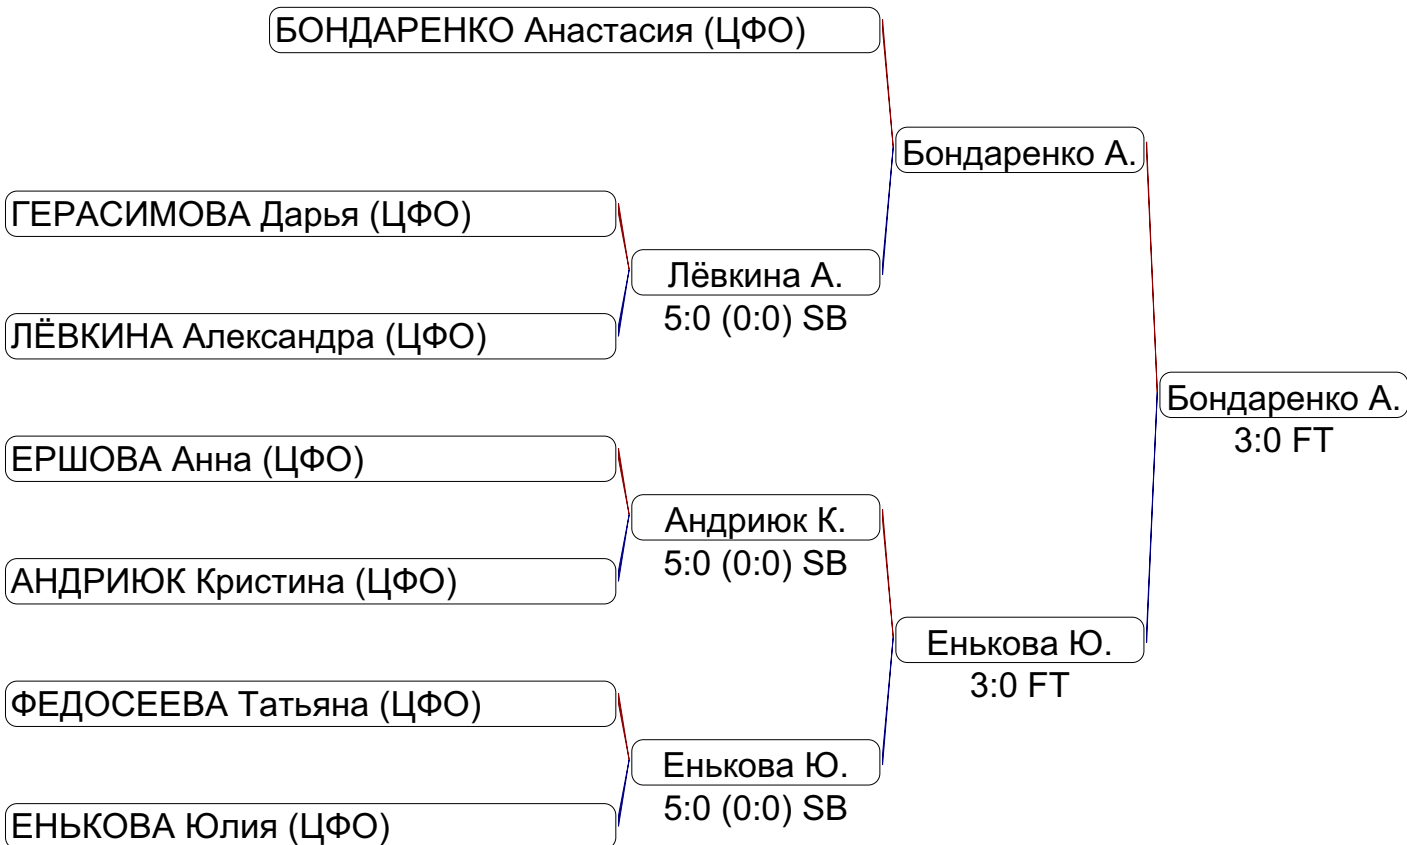 БОНДАРЕНКО Анастасия (ЦФО)
Бондаренко А.
ГЕРАСИМОВА Дарья (ЦФО)
Лёвкина А.
5:0 (0:0) SB
ЛЁВКИНА Александра (ЦФО)
Бондаренко А.
3:0 FT
ЕРШОВА Анна (ЦФО)
Андриюк К.
5:0 (0:0) SB
АНДРИЮК Кристина (ЦФО)
Енькова Ю.
3:0 FT
ФЕДОСЕЕВА Татьяна (ЦФО)
Енькова Ю.
5:0 (0:0) SB
ЕНЬКОВА Юлия (ЦФО)